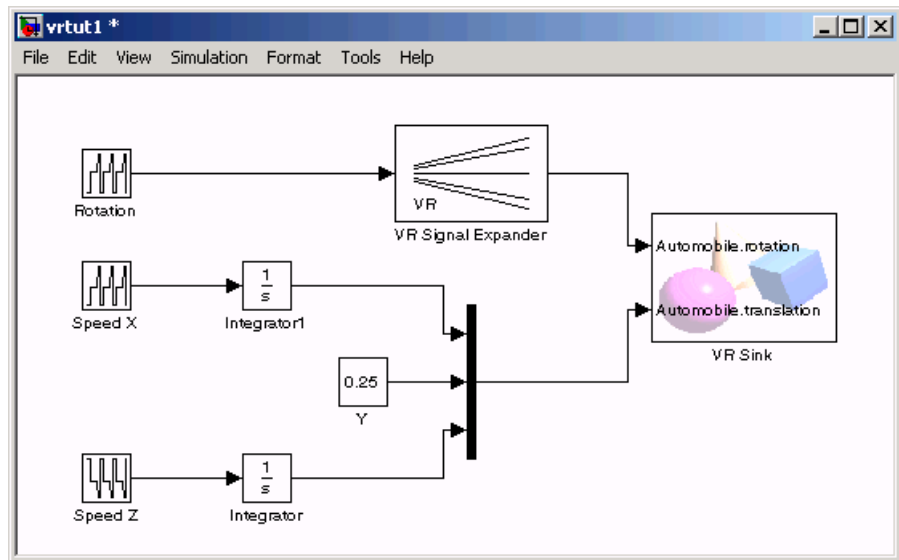 vrtut1 *
File Edit View Simulation Format Tools Help
VR
Rotation
VR Signal Expander
Automobile.rotation
1
s
Speed X
Integrator1
Automobile.translation
VR Sink
0.25
Y
1
s
Speed Z
Integrator